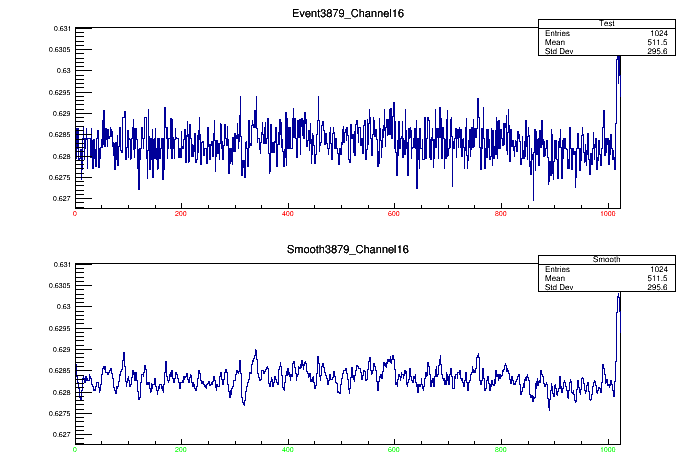 Event3879_Channel16
Test
Entries 1024
Mean 511.5
Std Dev 295.6
0.631
0.6305
0.63
0.6295
0.629
0.6285
0.628
0.6275
0.627
0 200 400 600 800 1000
Smooth3879_Channel16
Smooth
Entries 1024
Mean 511.5
Std Dev 295.6
0.631
0.6305
0.63
0.6295
0.629
0.6285
0.628
0.6275
0.627
0 200 400 600 800 1000